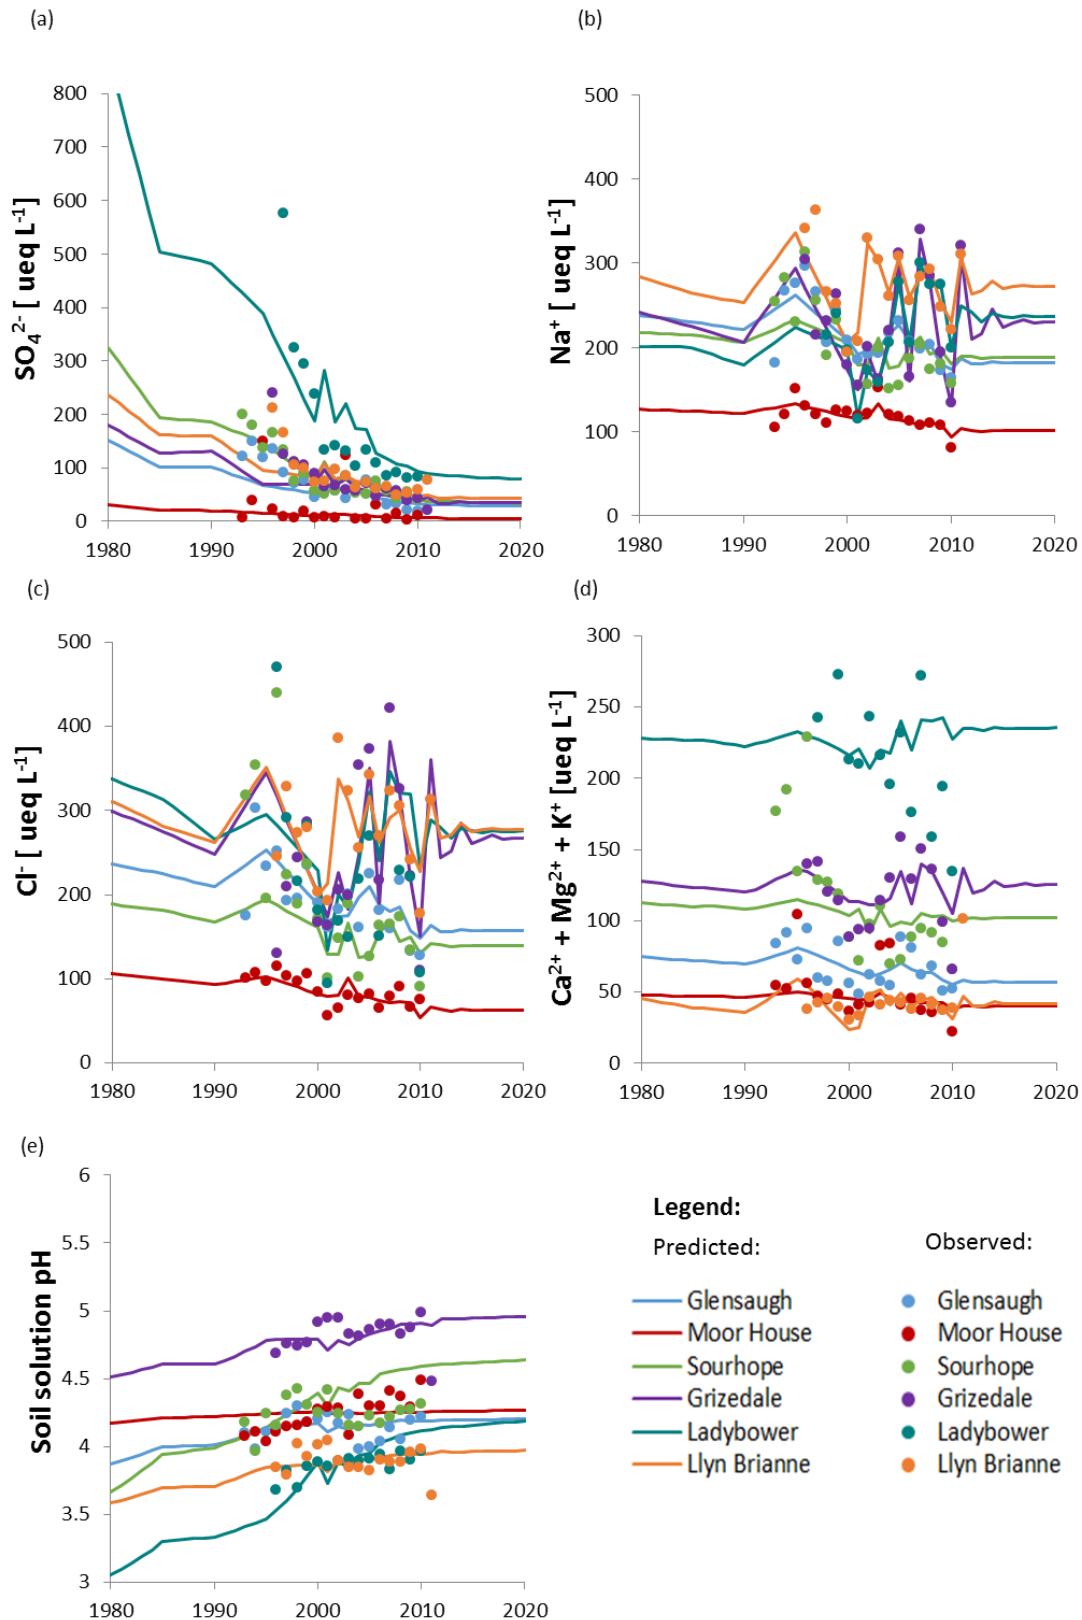 (a)
SO₄²⁻ [ ueq L⁻¹]
800
700
600
500
400
300
200
100
0
1980 1990 2000 2010 2020
(b)
Na⁺ [ ueq L⁻¹]
500
400
300
200
100
0
1980 1990 2000 2010 2020
(c)
Cl⁻ [ ueq L⁻¹]
500
400
300
200
100
0
1980 1990 2000 2010 2020
(d)
Ca²⁺ + Mg²⁺ + K⁺ [ueq L⁻¹]
300
250
200
150
100
50
0
1980 1990 2000 2010 2020
(e)
Soil solution pH
6
5.5
5
4.5
4
3.5
3
1980 1990 2000 2010 2020
Legend:
Predicted: Observed:
Glensaugh Glensaugh
Moor House Moor House
Sourhope Sourhope
Grizedale Grizedale
Ladybower Ladybower
Llyn Brianne Llyn Brianne